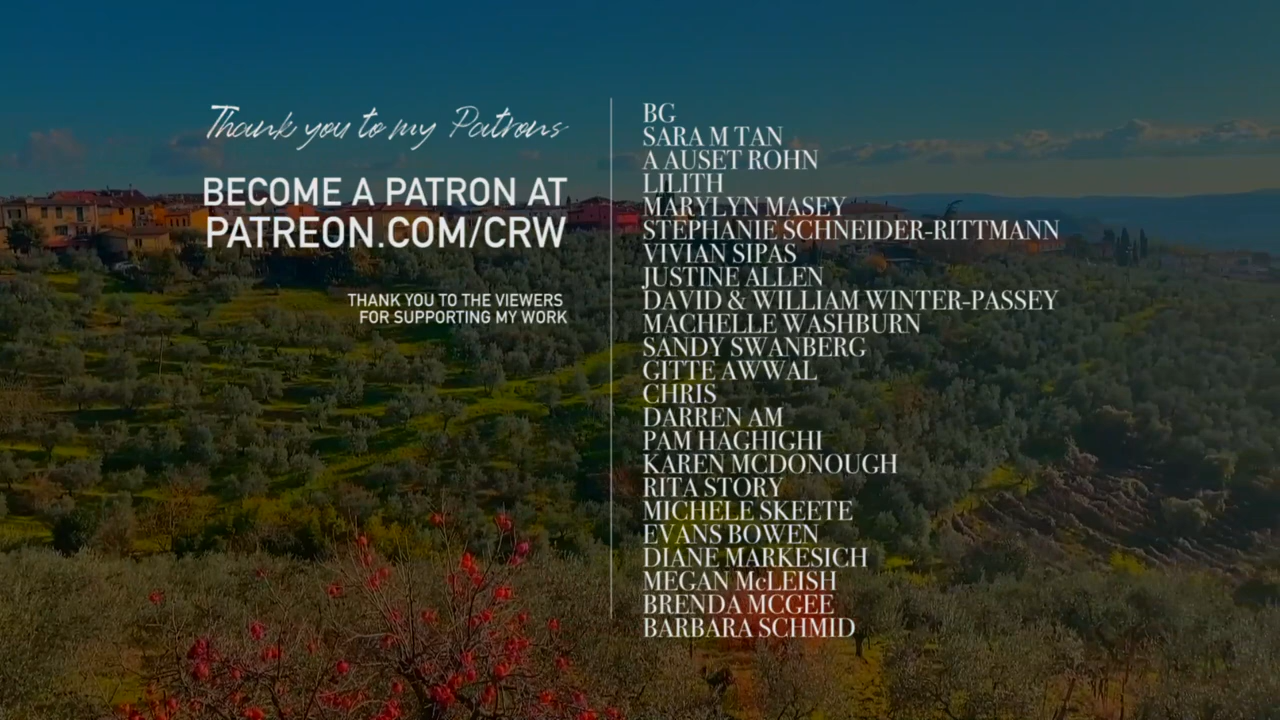 Thank you to my Patrons
BECOME A PATRON AT
PATREON.COM/CRW
THANK YOU TO THE VIEWERS
FOR SUPPORTING MY WORK
BG
SARA M TAN
A AUSET ROHN
LILITH
MARYLYN MASEY
STEPHANIE SCHNEIDER-RITTMANN
VIVIAN SIPAS
JUSTINE ALLEN
DAVID & WILLIAM WINTER-PASSEY
MACHELLE WASHBURN
SANDY SWANBERG
GITTE AWWAL
CHRIS
DARREN AM
PAM HAGHIGHI
KAREN MCDONOUGH
RITA STORY
MICHELE SKEETE
EVANS BOWEN
DIANE MARKESICH
MEGAN McLEISH
BRENDA MCGEE
BARBARA SCHMID